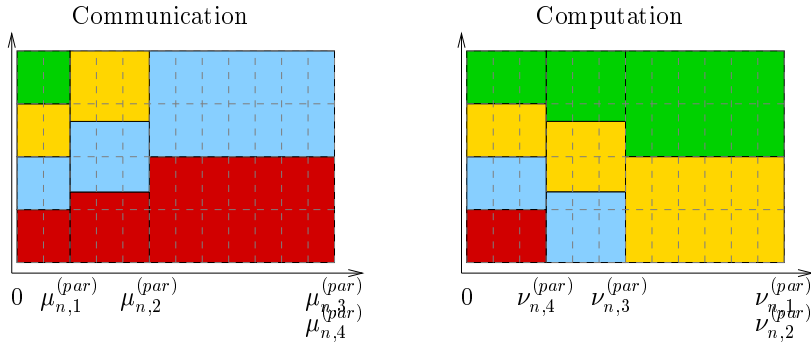 Communication
Computation
0 μ_{n,1}^{(par)} μ_{n,2}^{(par)} μ_{n,3}^{(par)}
μ_{n,4}^{(par)}
0 ν_{n,4}^{(par)} ν_{n,3}^{(par)} ν_{n,1}^{(par)}
ν_{n,2}^{(par)}